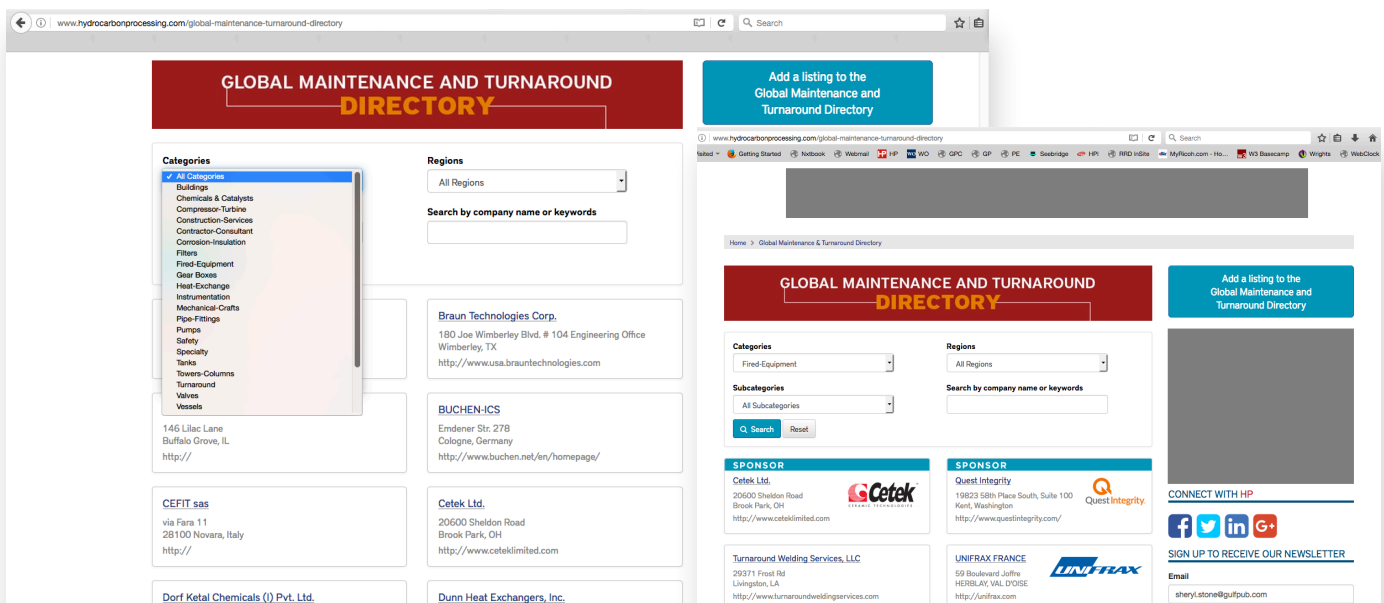 www.hydrocarbonprocessing.com/global-maintenance-turnaround-directory
Search
GLOBAL MAINTENANCE AND TURNAROUND
DIRECTORY
Add a listing to the
Global Maintenance and
Turnaround Directory
Categories
✓ All Categories
Buildings
Chemicals & Catalysts
Compressor-Turbine
Construction-Services
Contractor-Consultant
Corrosion-Insulation
Filters
Fired-Equipment
Gear Boxes
Heat-Exchange
Instrumentation
Mechanical-Crafts
Pipe-Fittings
Pumps
Safety
Specialty
Tanks
Towers-Columns
Turnaround
Valves
Vessels
Regions
All Regions
Search by company name or keywords
Braun Technologies Corp.
180 Joe Wimberley Blvd. # 104 Engineering Office
Wimberley, TX
http://www.usa.brauntechnologies.com
146 Lilac Lane
Buffalo Grove, IL
http://
BUCHEN-ICS
Emdener Str. 278
Cologne, Germany
http://www.buchen.net/en/homepage/
CEFIT sas
via Fara 11
28100 Novara, Italy
http://
Cetek Ltd.
20600 Sheldon Road
Brook Park, OH
http://www.ceteklimited.com
Dorf Ketal Chemicals (I) Pvt. Ltd.
Dunn Heat Exchangers, Inc.
www.hydrocarbonprocessing.com/global-maintenance-turnaround-directory
Search
Getting Started Nxtbook Webmail HP WO GPC GP PE Seebridge HPI RRD InSite MyRicoh.com - Ho... W3 Basecamp Wrights WebClock
Home > Global Maintenance & Turnaround Directory
GLOBAL MAINTENANCE AND TURNAROUND
DIRECTORY
Add a listing to the
Global Maintenance and
Turnaround Directory
Categories
Fired-Equipment
Regions
All Regions
Subcategories
All Subcategories
Search by company name or keywords
Search Reset
SPONSOR
Cetek Ltd.
20600 Sheldon Road
Brook Park, OH
http://www.ceteklimited.com
Cetek
CERAMIC TECHNOLOGIES
SPONSOR
Quest Integrity
19823 58th Place South, Suite 100
Kent, Washington
http://www.questintegrity.com/
Quest Integrity
Turnaround Welding Services, LLC
29371 Frost Rd
Livingston, LA
http://www.turnaroundweldingservices.com
UNIFRAX FRANCE
59 Boulevard Joffre
HERBLAY, VAL D'OISE
http://unifrax.com
UNIFRAX
CONNECT WITH HP
f in G+
SIGN UP TO RECEIVE OUR NEWSLETTER
Email
sheryl.stone@gulfpub.com